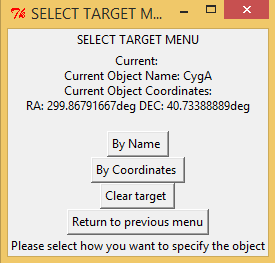 SELECT TARGET M...
SELECT TARGET MENU
Current:
Current Object Name: CygA
Current Object Coordinates:
RA: 299.86791667deg DEC: 40.73388889deg
By Name
By Coordinates
Clear target
Return to previous menu
Please select how you want to specify the object